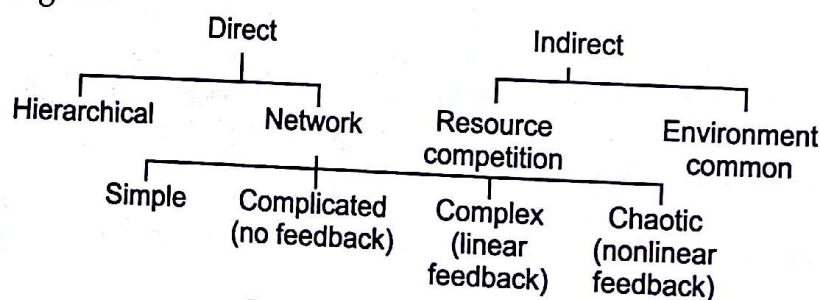 Direct
Indirect
Hierarchical
Network
Resource
competition
Environment
common
Simple
Complicated
(no feedback)
Complex
(linear
feedback)
Chaotic
(nonlinear
feedback)